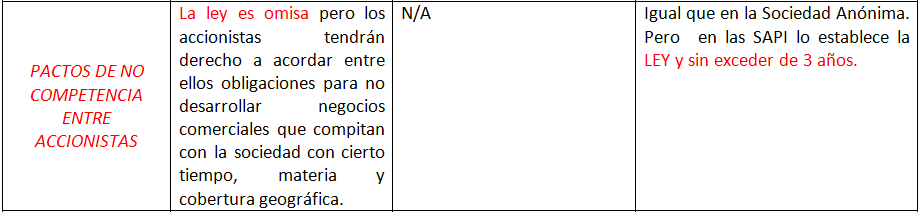 PACTOS DE NO
COMPETENCIA
ENTRE
ACCIONISTAS
La ley es omisa pero los
accionistas tendrán
derecho a acordar entre
ellos obligaciones para no
desarrollar negocios
comerciales que compitan
con la sociedad con cierto
tiempo, materia y
cobertura geográfica.
N/A
Igual que en la Sociedad Anónima.
Pero en las SAPI lo establece la
LEY y sin exceder de 3 años.